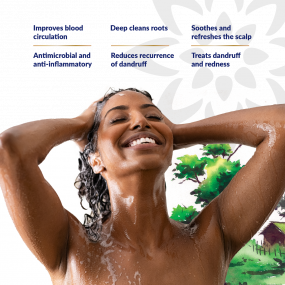 Improves blood
circulation
Deep cleans roots
Soothes and
refreshes the scalp
Antimicrobial and
anti-inflammatory
Reduces recurrence
of dandruff
Treats dandruff
and redness